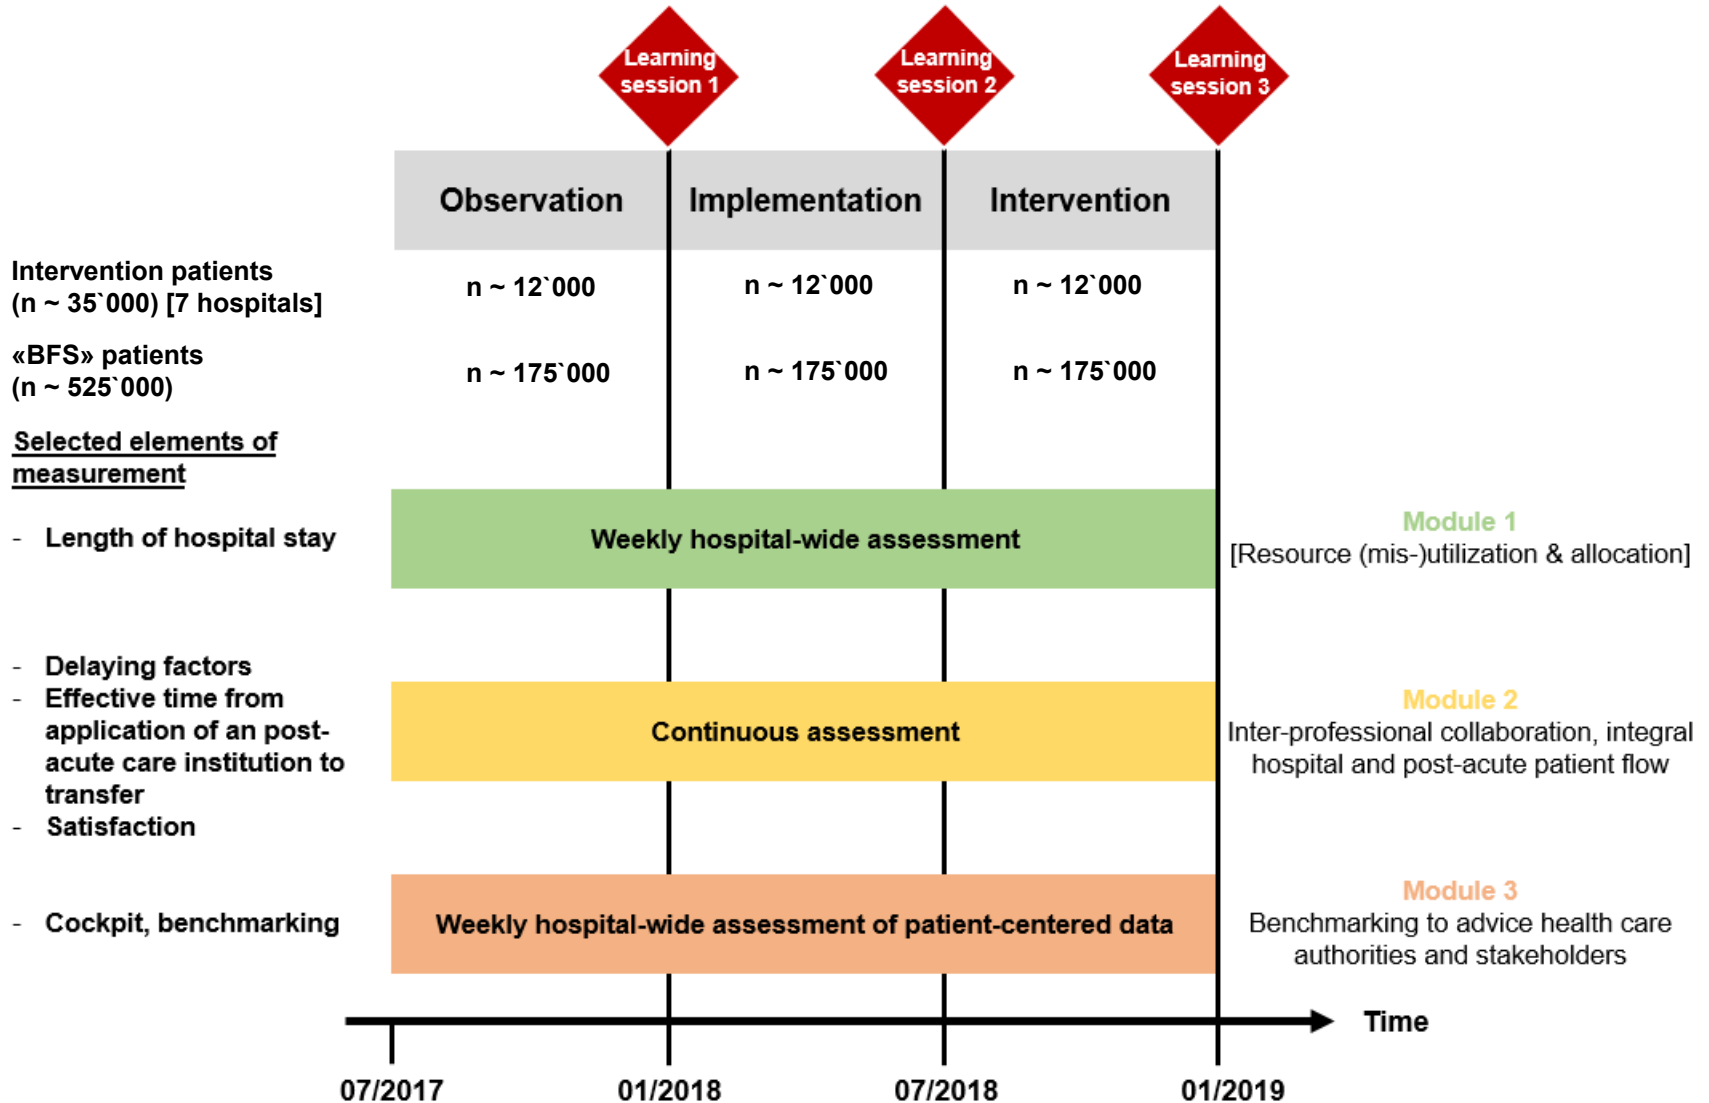 Learning
session 1
Learning
session 2
Learning
session 3
Observation
Implementation
Intervention
Intervention patients
(n ~ 35`000) [7 hospitals]
n ~ 12`000
n ~ 12`000
n ~ 12`000
«BFS» patients
(n ~ 525`000)
n ~ 175`000
n ~ 175`000
n ~ 175`000
Selected elements of
measurement
- Length of hospital stay
Weekly hospital-wide assessment
Module 1
[Resource (mis-)utilization & allocation]
- Delaying factors
- Effective time from
application of an post-
acute care institution to
transfer
- Satisfaction
Continuous assessment
Module 2
Inter-professional collaboration, integral
hospital and post-acute patient flow
- Cockpit, benchmarking
Weekly hospital-wide assessment of patient-centered data
Module 3
Benchmarking to advice health care
authorities and stakeholders
Time
07/2017
01/2018
07/2018
01/2019